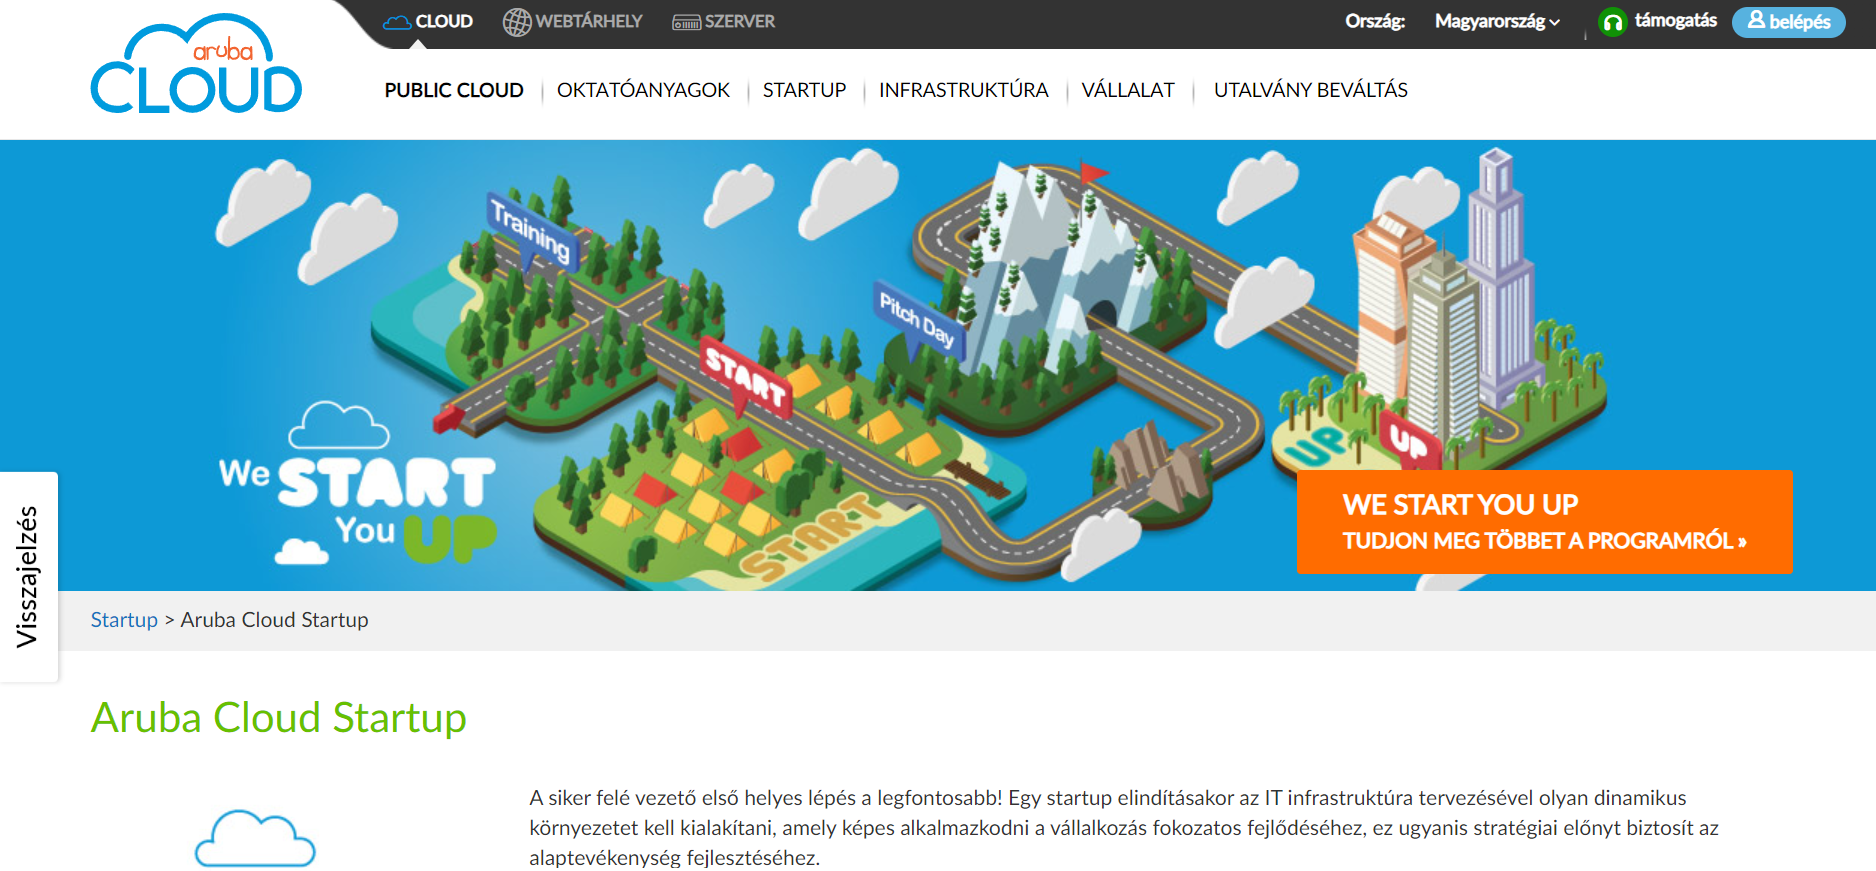 aruba
CLOUD
CLOUD WEBTÁRHELY SZERVER
Ország: Magyarország támogatás belépés
PUBLIC CLOUD OKTATÓANYAGOK STARTUP INFRASTRUKTÚRA VÁLLALAT UTALVÁNY BEVÁLTÁS
Training
Pitch Day
START
UP
UP
START
We START
You UP
WE START YOU UP
TUDJON MEG TÖBBET A PROGRAMRÓL »
Visszajelzés
Startup > Aruba Cloud Startup
Aruba Cloud Startup
A siker felé vezető első helyes lépés a legfontosabb! Egy startup elindításakor az IT infrastruktúra tervezésével olyan dinamikus
környezetet kell kialakítani, amely képes alkalmazkodni a vállalkozás fokozatos fejlődéséhez, ez ugyanis stratégiai előnyt biztosít az
alaptevékenység fejlesztéséhez.